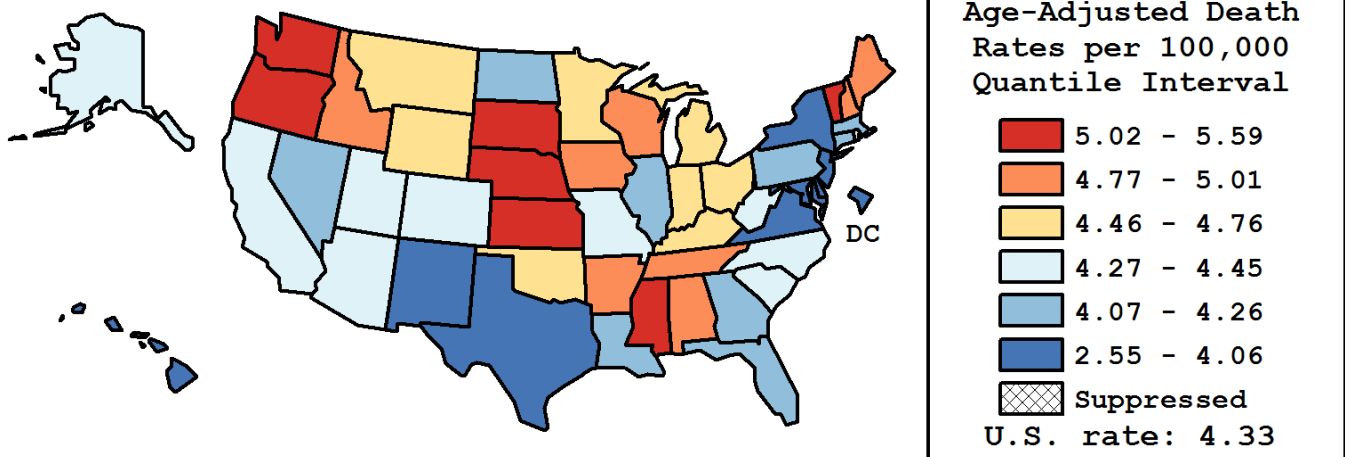 DC
Age-Adjusted Death
Rates per 100,000
Quantile Interval
5.02 - 5.59
4.77 - 5.01
4.46 - 4.76
4.27 - 4.45
4.07 - 4.26
2.55 - 4.06
Suppressed
U.S. rate: 4.33